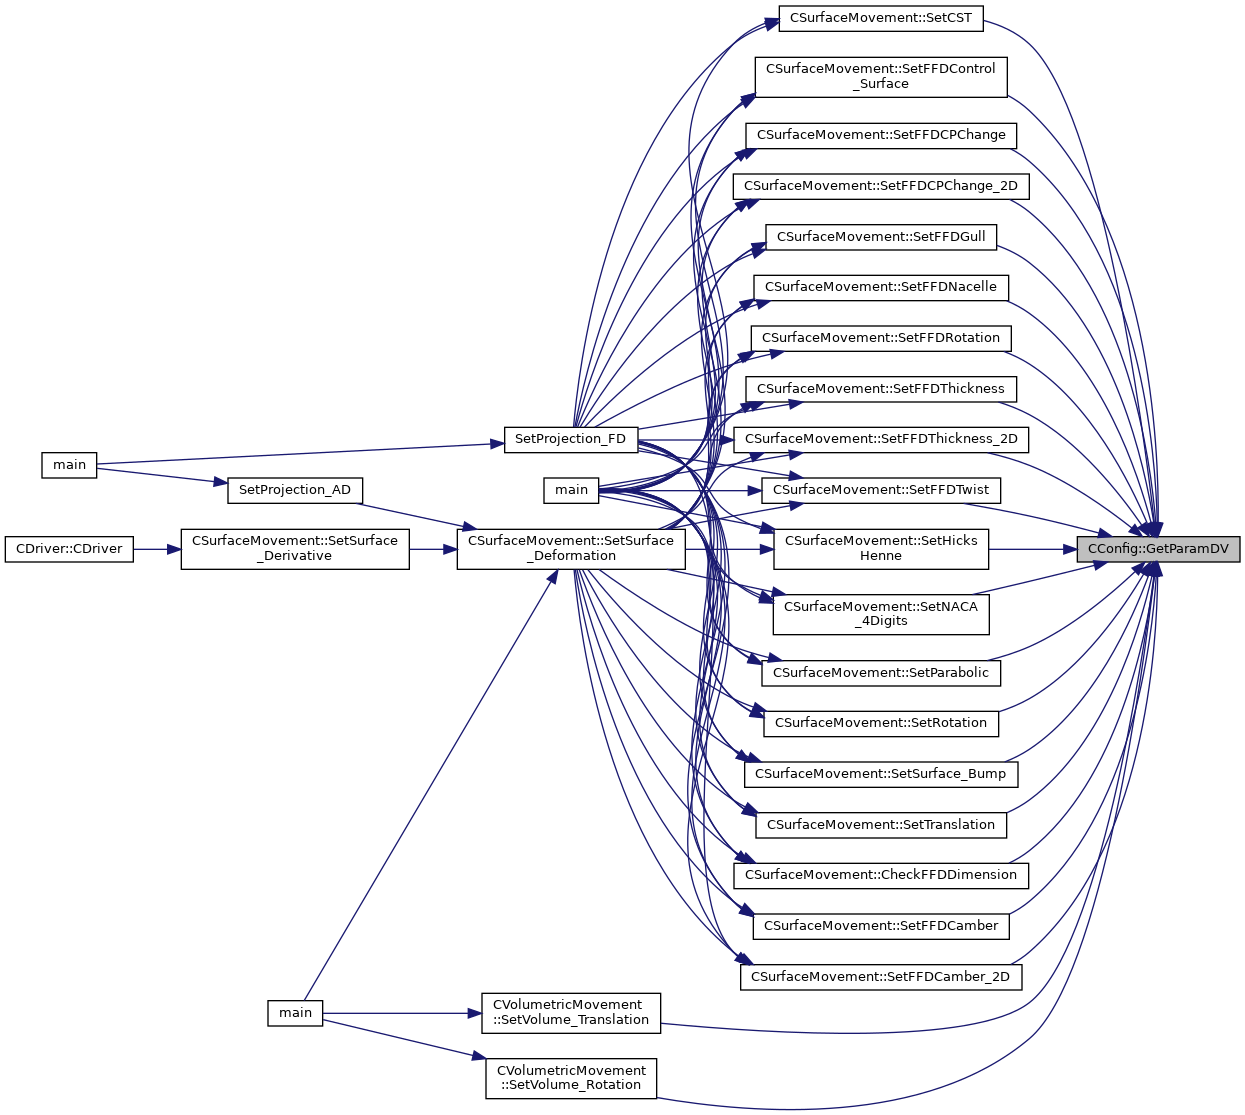 CSurfaceMovement::SetCST
CSurfaceMovement::SetFFDControl
_Surface
CSurfaceMovement::SetFFDCPChange
CSurfaceMovement::SetFFDCPChange_2D
CSurfaceMovement::SetFFDGull
CSurfaceMovement::SetFFDNacelle
CSurfaceMovement::SetFFDRotation
CSurfaceMovement::SetFFDThickness
SetProjection_FD
CSurfaceMovement::SetFFDThickness_2D
main
SetProjection_AD
main
CSurfaceMovement::SetFFDTwist
CDriver::CDriver
CSurfaceMovement::SetSurface
_Derivative
CSurfaceMovement::SetSurface
_Deformation
CSurfaceMovement::SetHicks
Henne
CConfig::GetParamDV
CSurfaceMovement::SetNACA
_4Digits
CSurfaceMovement::SetParabolic
CSurfaceMovement::SetRotation
CSurfaceMovement::SetSurface_Bump
CSurfaceMovement::SetTranslation
CSurfaceMovement::CheckFFDDimension
CSurfaceMovement::SetFFDCamber
CSurfaceMovement::SetFFDCamber_2D
main
CVolumetricMovement
::SetVolume_Translation
CVolumetricMovement
::SetVolume_Rotation